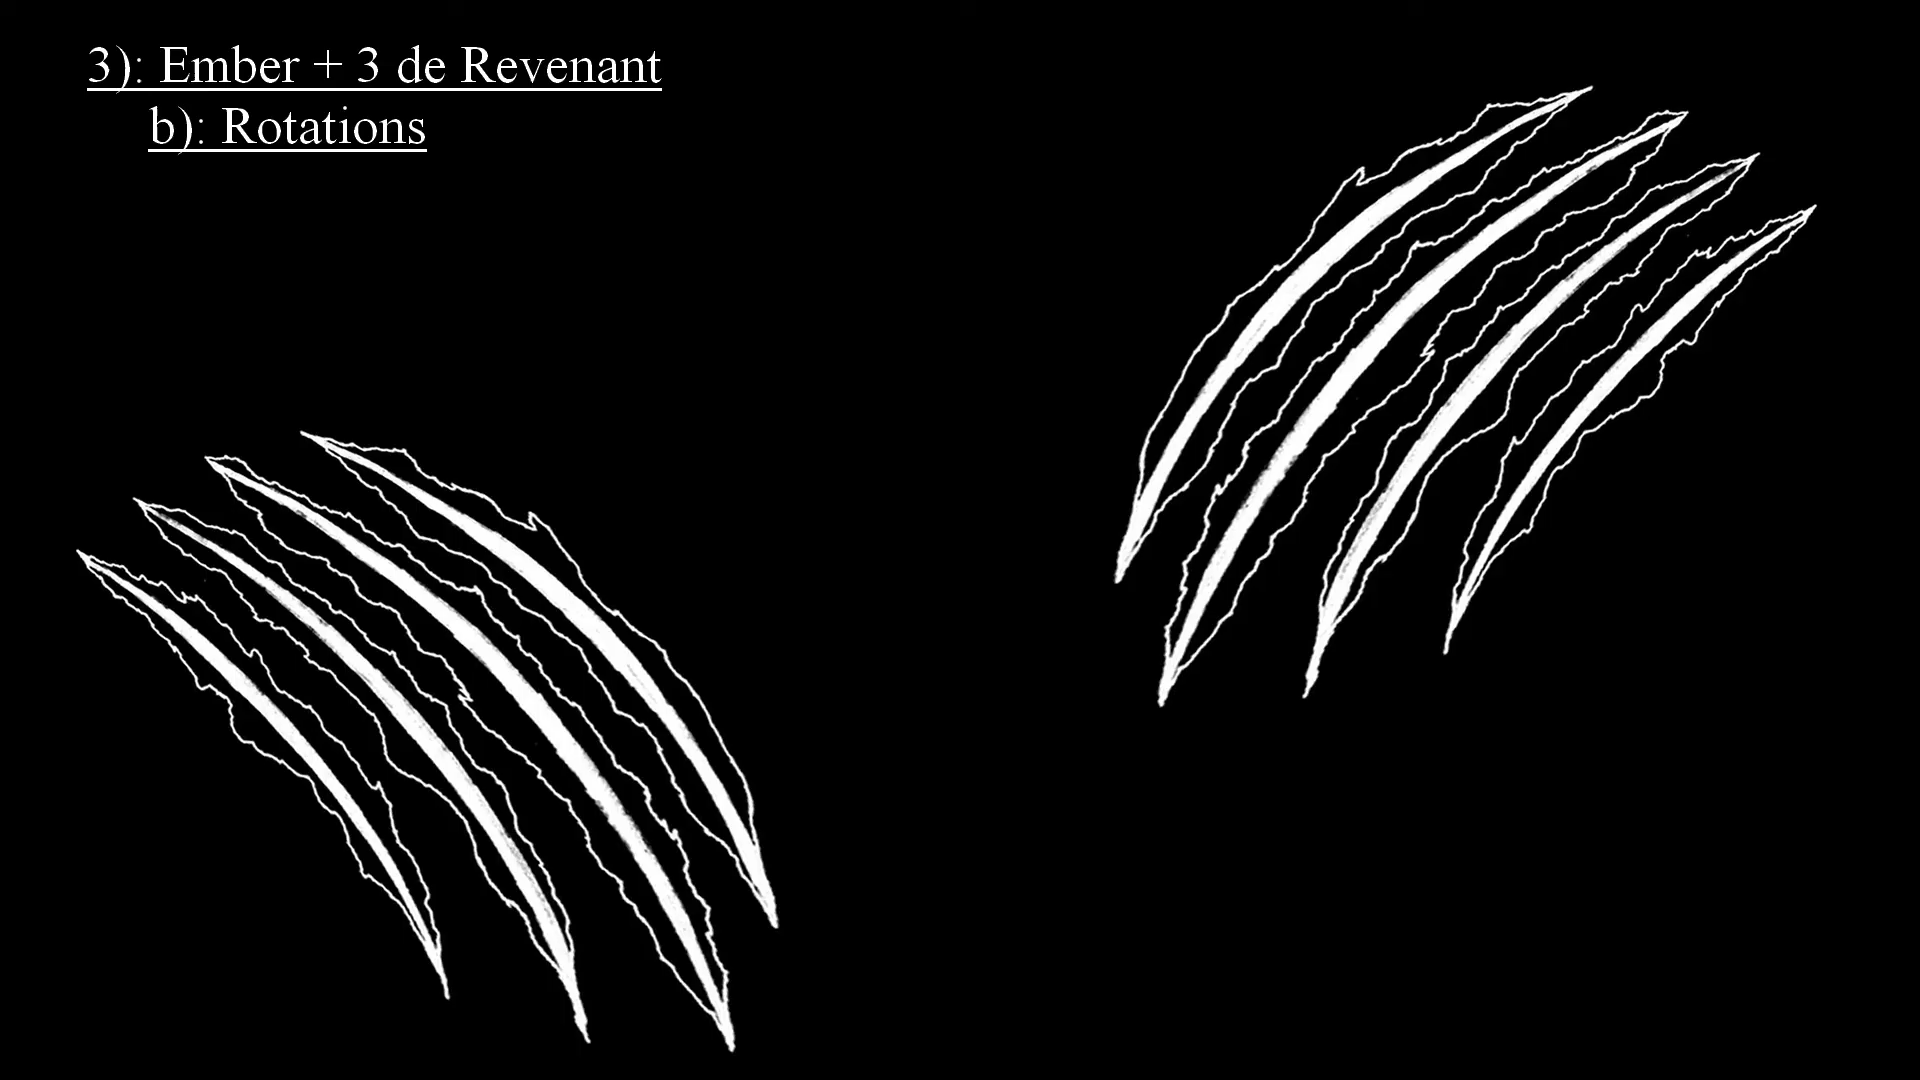 3): Ember + 3 de Revenant
b): Rotations